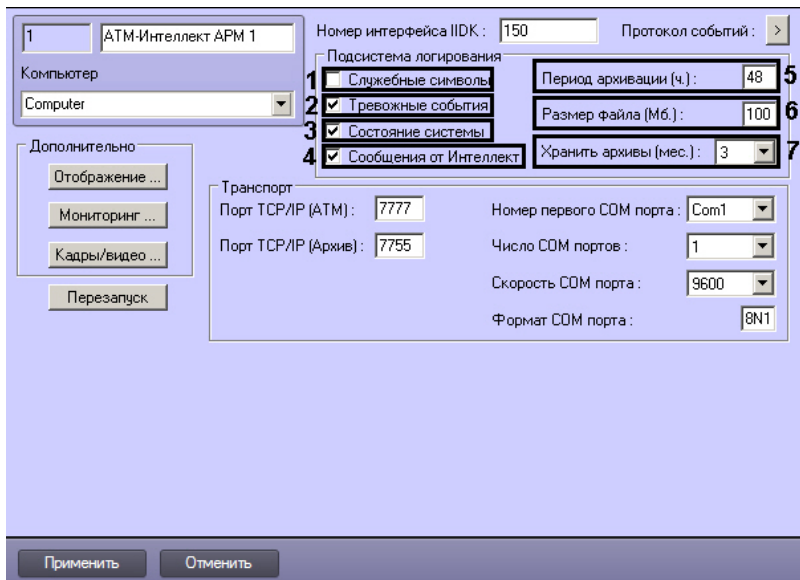 1 АТМ-Интеллект АРМ 1
Номер интерфейса IIDK : 150 Протокол событий : >
Компьютер
Computer
Подсистема логирования
1 Служебные символы
2 Тревожные события
3 Состояние системы
4 Сообщения от Интеллект
Период архивации (ч.) : 48 5
Размер файла (Мб.) : 100 6
Хранить архивы (мес.) : 3 7
Дополнительно
Отображение ...
Мониторинг ...
Кадры/видео ...
Перезапуск
Транспорт
Порт TCP/IP (АТМ) : 7777
Порт TCP/IP (Архив) : 7755
Номер первого COM порта : Com1
Число COM портов : 1
Скорость COM порта : 9600
Формат COM порта : 8N1
Применить Отменить